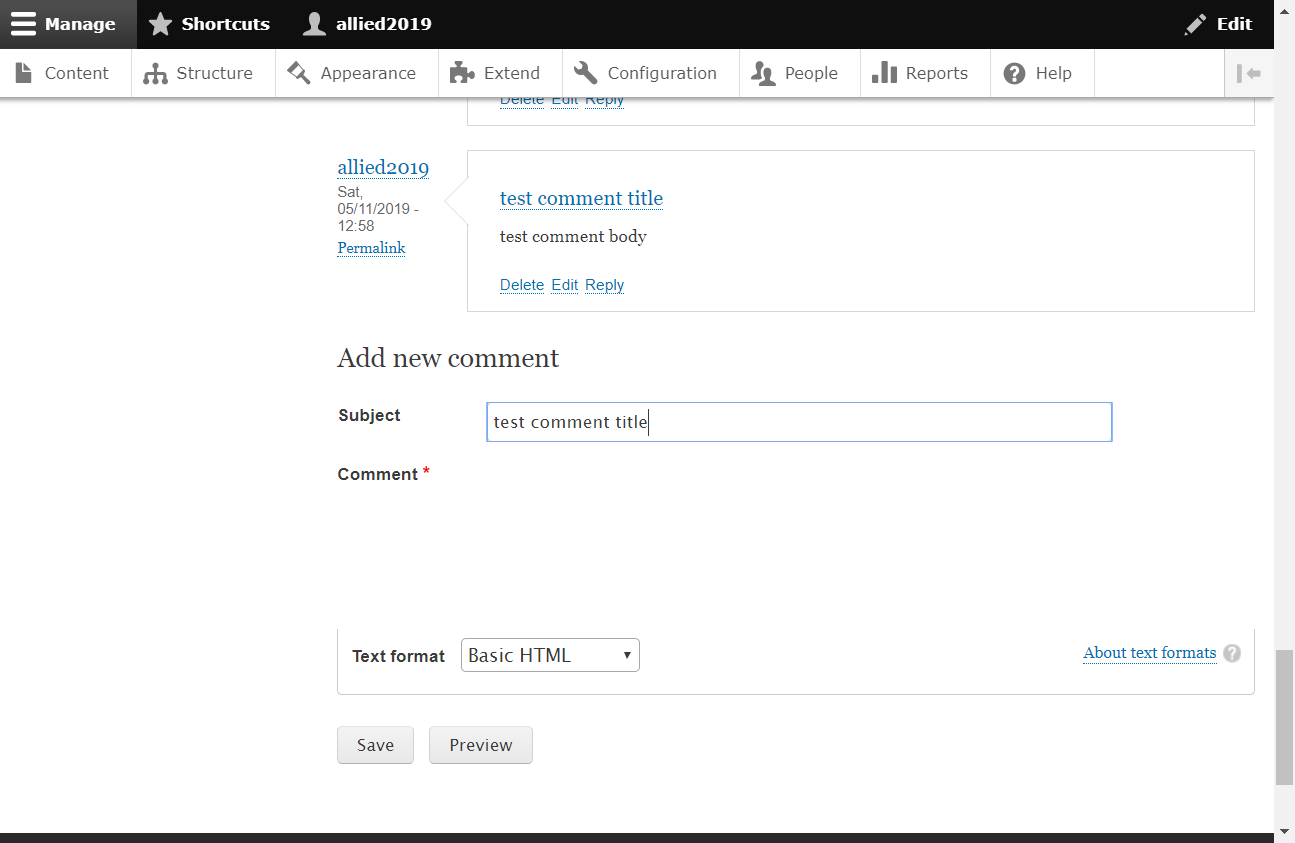 Manage Shortcuts allied2019 Edit
Content Structure Appearance Extend Configuration People Reports Help
Delete Edit Reply
allied2019
Sat,
05/11/2019 -
12:58
Permalink
test comment title
test comment body
Delete Edit Reply
Add new comment
Subject test comment title
Comment *
Text format Basic HTML About text formats ?
Save Preview